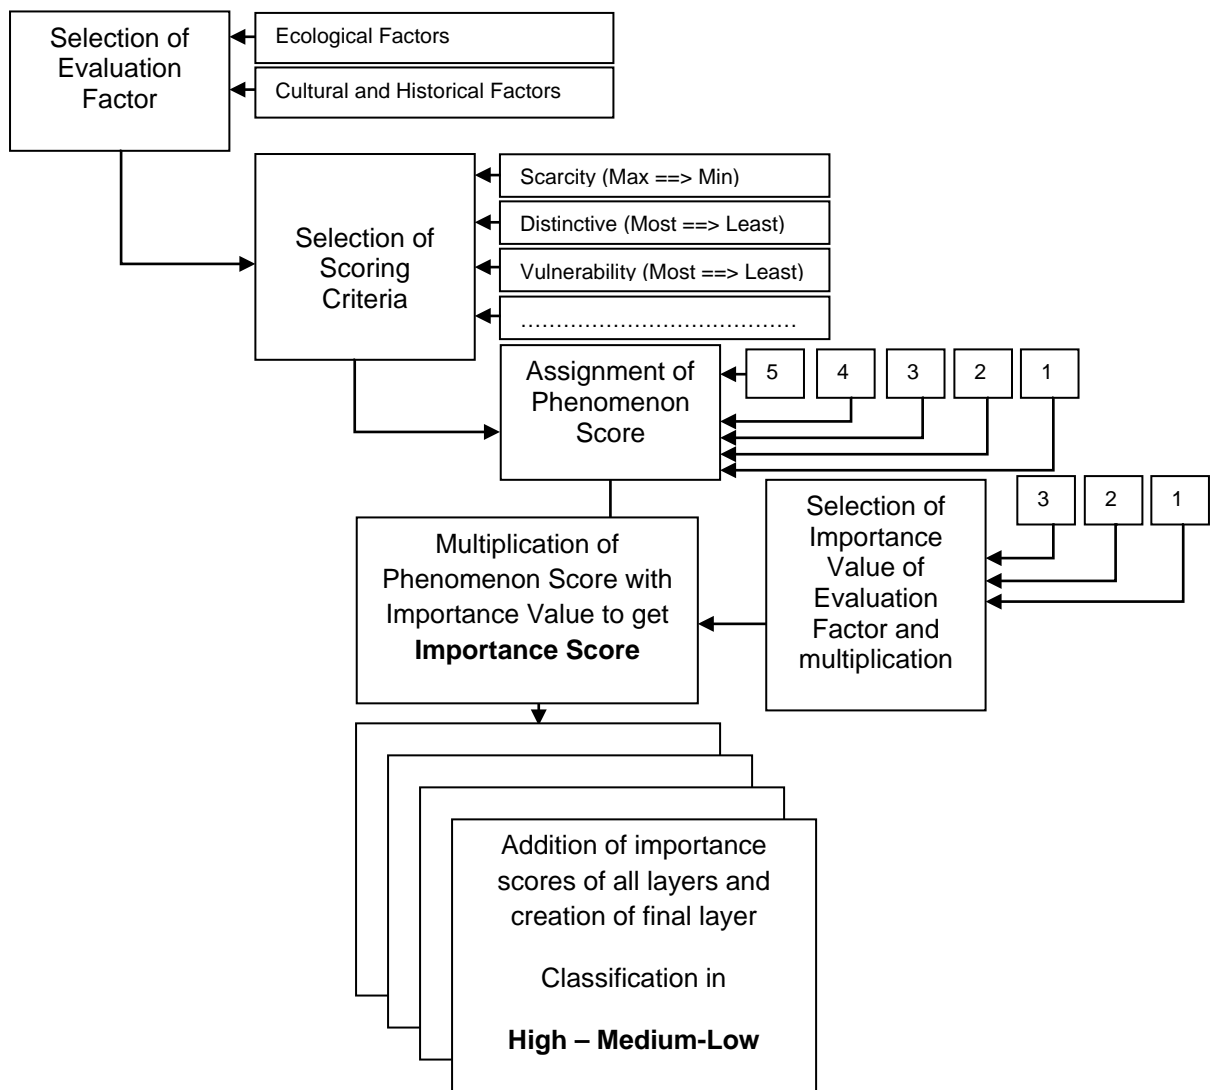 Selection of
Evaluation
Factor
Ecological Factors
Cultural and Historical Factors
Selection of
Scoring
Criteria
Scarcity (Max ==> Min)
Distinctive (Most ==> Least)
Vulnerability (Most ==> Least)
…………………………………
Assignment of
Phenomenon
Score
5 4 3 2 1
Selection of
Importance
Value of
Evaluation
Factor and
multiplication
3 2 1
Multiplication of
Phenomenon Score with
Importance Value to get
Importance Score
Addition of importance
scores of all layers and
creation of final layer
Classification in
High – Medium-Low